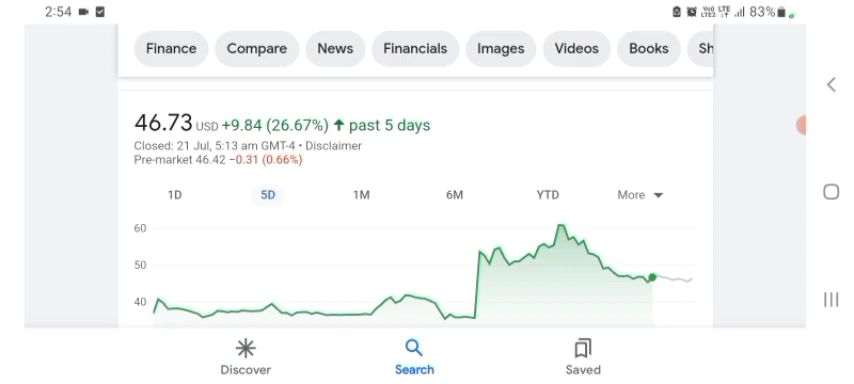 2:54 83%
Finance Compare News Financials Images Videos Books Sh
46.73 USD +9.84 (26.67%) ↑ past 5 days
Closed: 21 Jul, 5:13 am GMT-4 • Disclaimer
Pre-market 46.42 −0.31 (0.66%)
1D 5D 1M 6M YTD More
60
50
40
Discover Search Saved